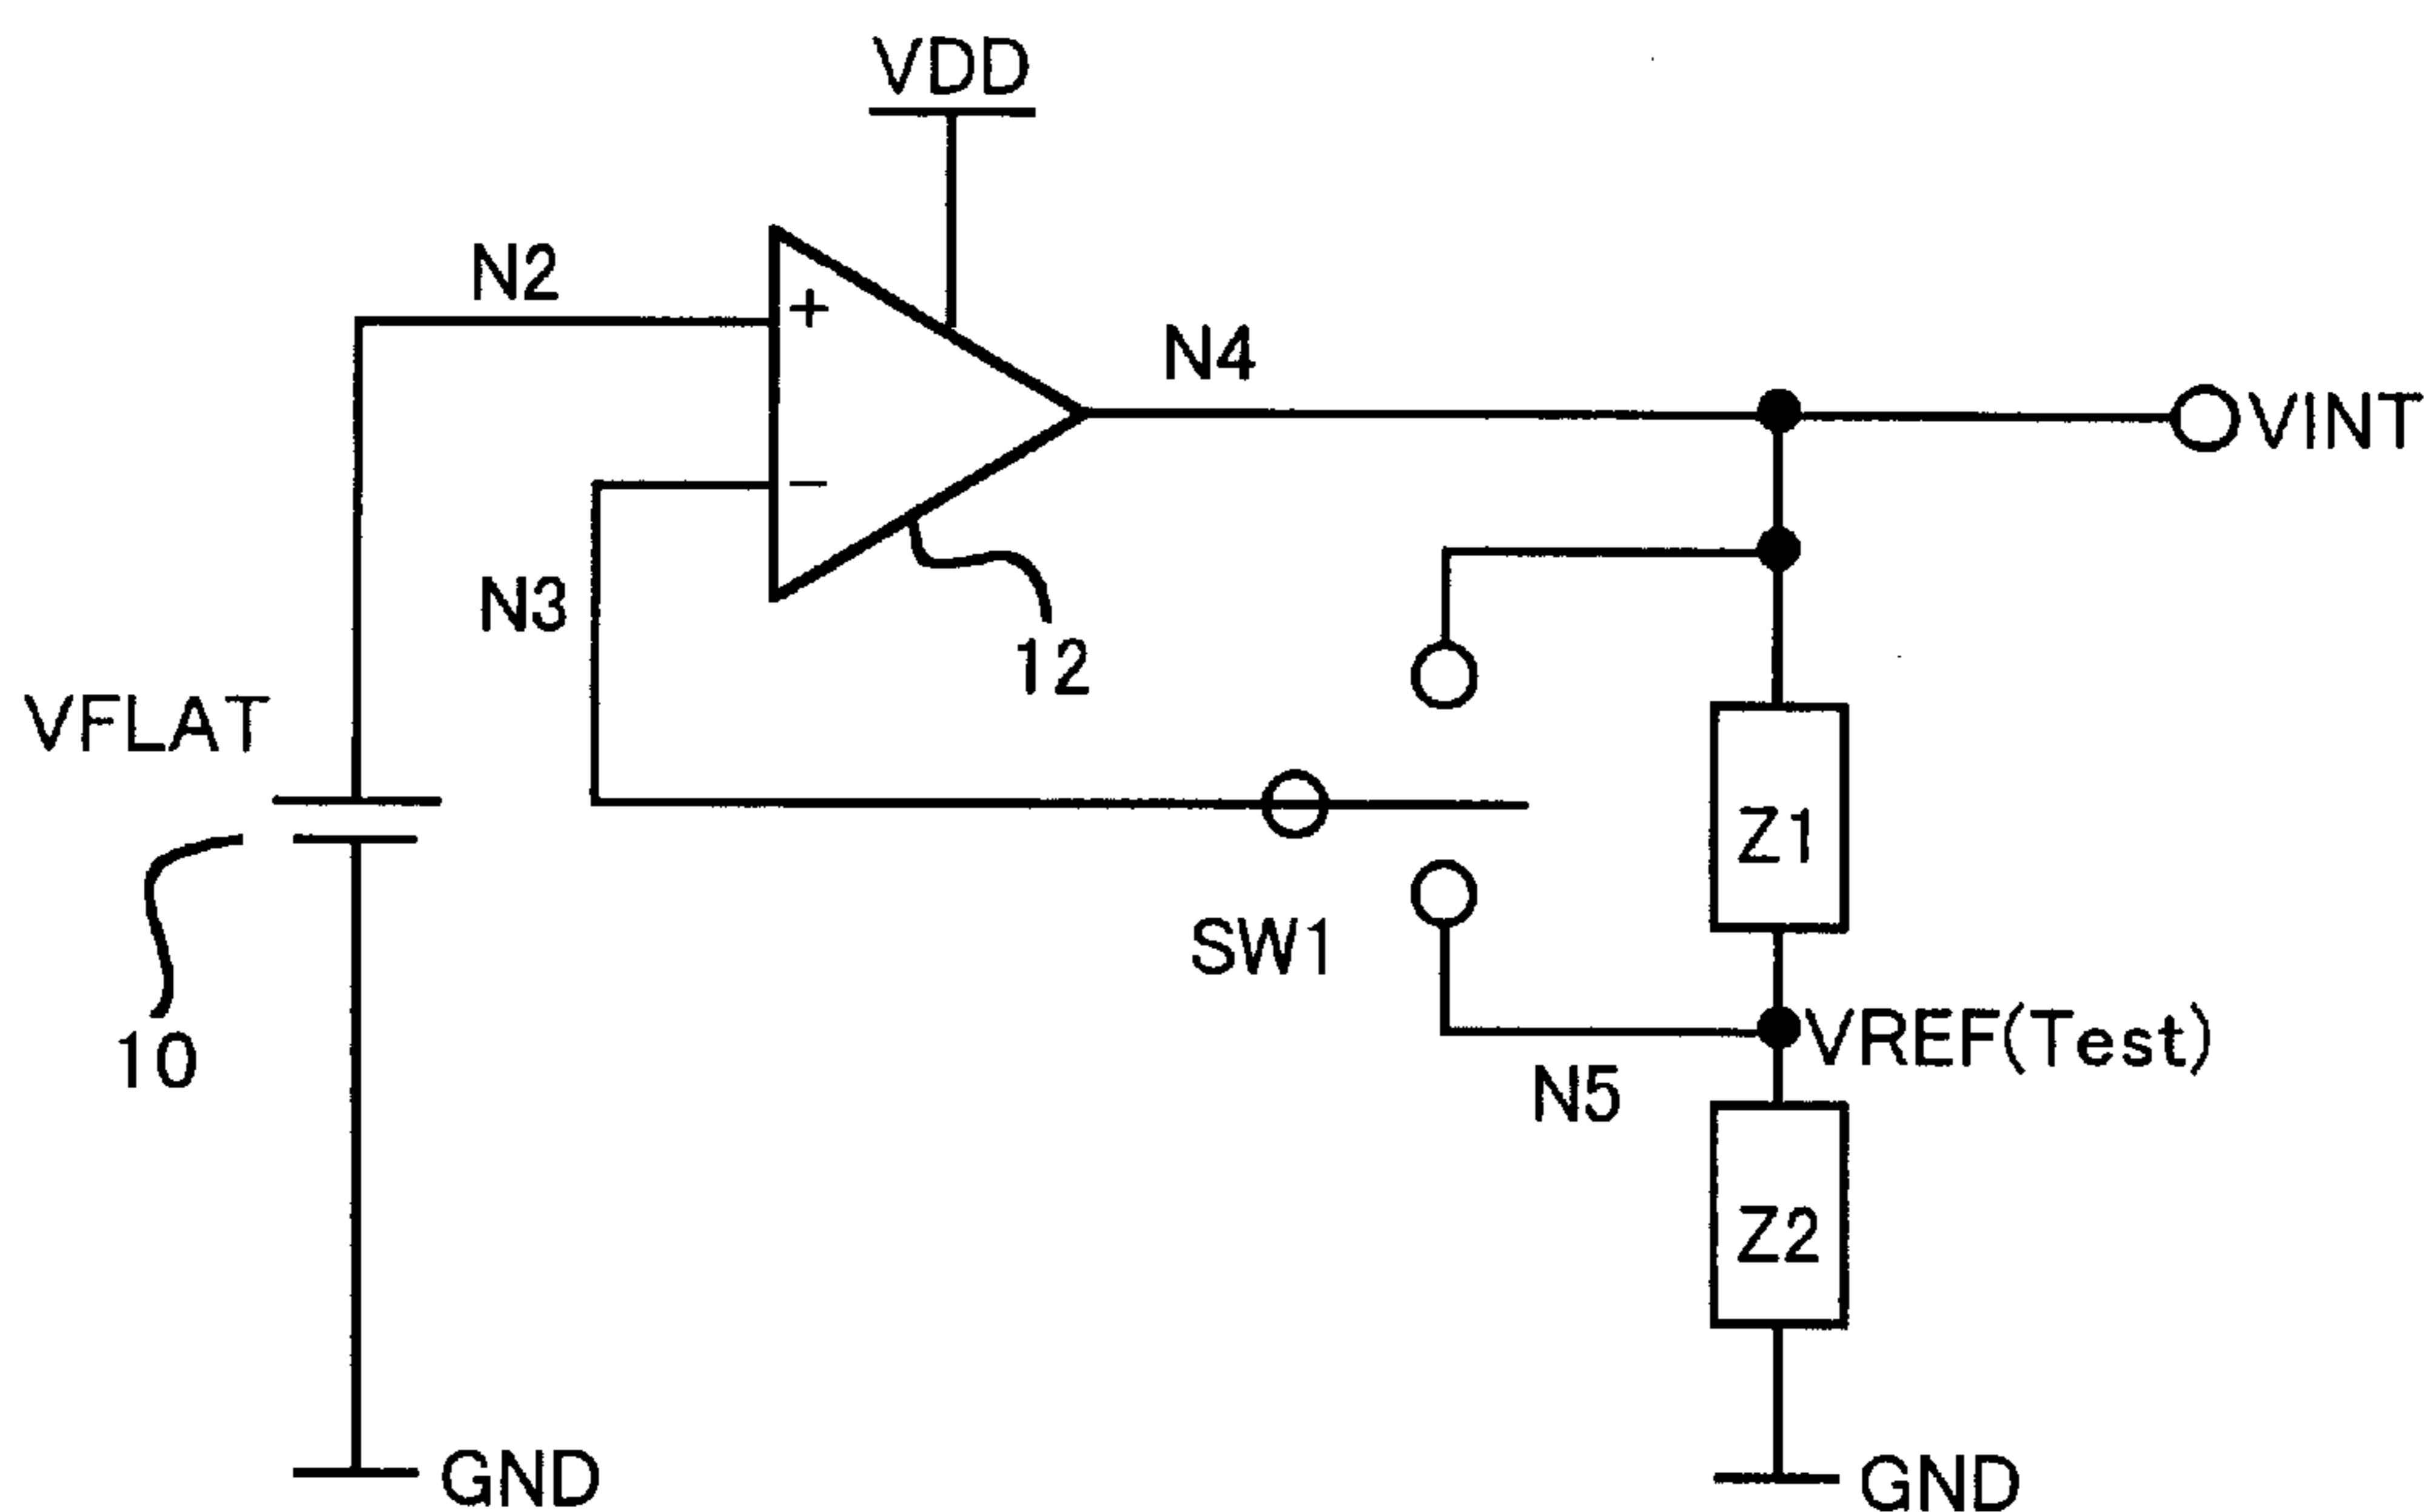 VDD
N2
+
N4
VINT
−
N3
12
VFLAT
Z1
SW1
10
VREF(Test)
N5
Z2
GND
GND